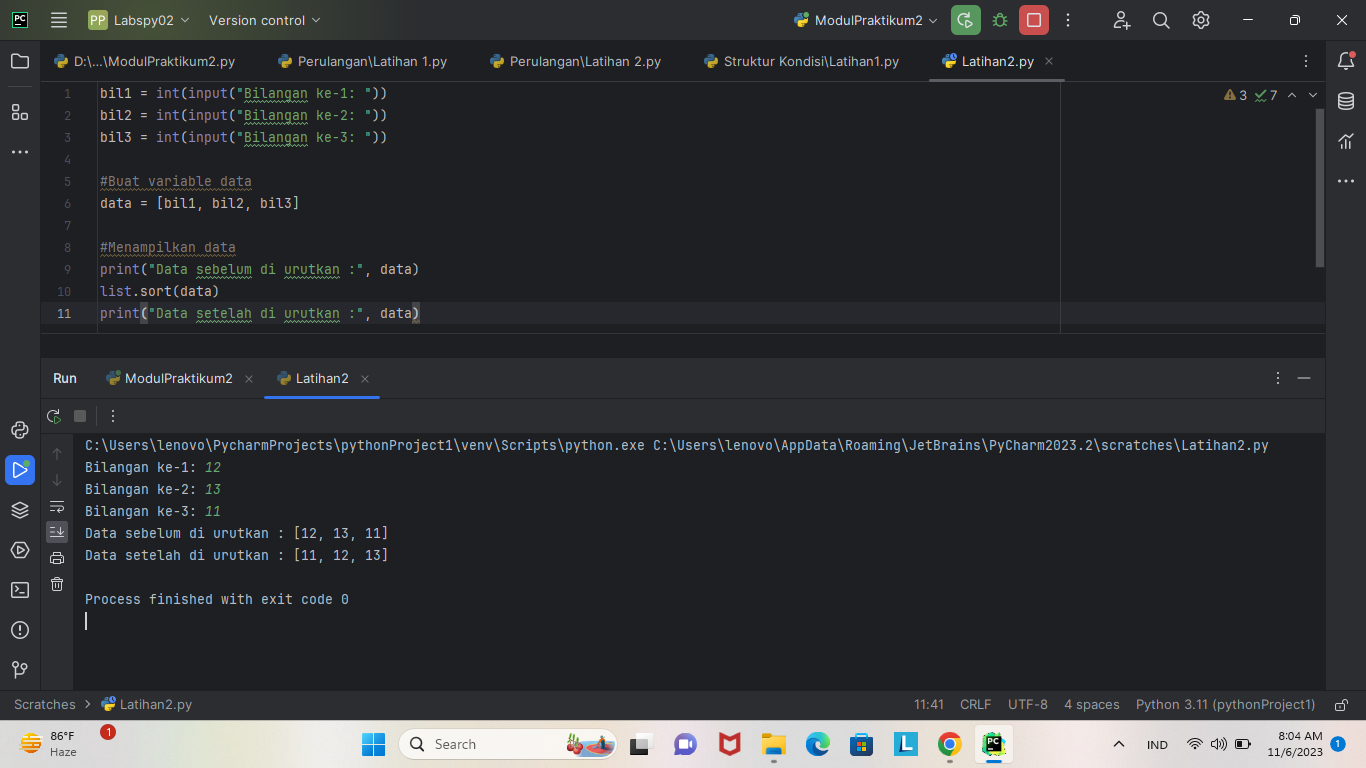 PC PP Labspy02 Version control ModulPraktikum2
D:\...\ModulPraktikum2.py Perulangan\Latihan 1.py Perulangan\Latihan 2.py Struktur Kondisi\Latihan1.py Latihan2.py
3 7
1 bil1 = int(input("Bilangan ke-1: "))
2 bil2 = int(input("Bilangan ke-2: "))
3 bil3 = int(input("Bilangan ke-3: "))
4
5 #Buat variable data
6 data = [bil1, bil2, bil3]
7
8 #Menampilkan data
9 print("Data sebelum di urutkan :", data)
10 list.sort(data)
11 print("Data setelah di urutkan :", data)
Run ModulPraktikum2 Latihan2
C:\Users\lenovo\PycharmProjects\pythonProject1\venv\Scripts\python.exe C:\Users\lenovo\AppData\Roaming\JetBrains\PyCharm2023.2\scratches\Latihan2.py
Bilangan ke-1: 12
Bilangan ke-2: 13
Bilangan ke-3: 11
Data sebelum di urutkan : [12, 13, 11]
Data setelah di urutkan : [11, 12, 13]
Process finished with exit code 0
Scratches Latihan2.py 11:41 CRLF UTF-8 4 spaces Python 3.11 (pythonProject1)
86°F
Haze
1
Search
L
PC
IND
8:04 AM
11/6/2023
1